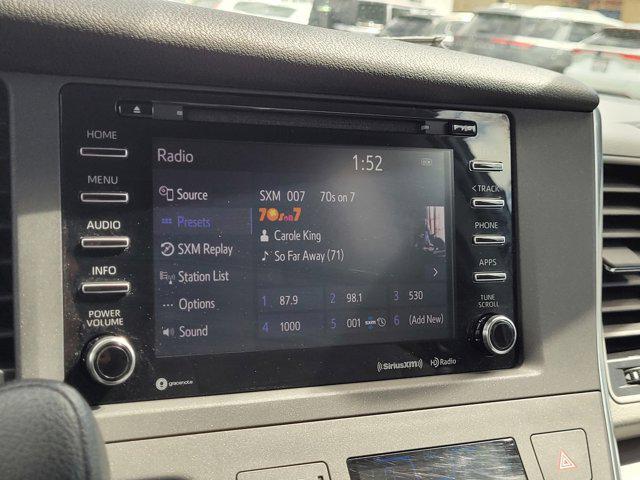 HOME
MENU
AUDIO
INFO
POWER
VOLUME
gracenote
Radio
1:52
Source
Presets
SXM Replay
Station List
Options
Sound
SXM 007 70s on 7
70s on 7
Carole King
So Far Away (71)
>
1 87.9 2 98.1 3 530
4 1000 5 001 SXM 6 (Add New)
SiriusXM HD Radio
< TRACK
PHONE
APPS
TUNE
SCROLL